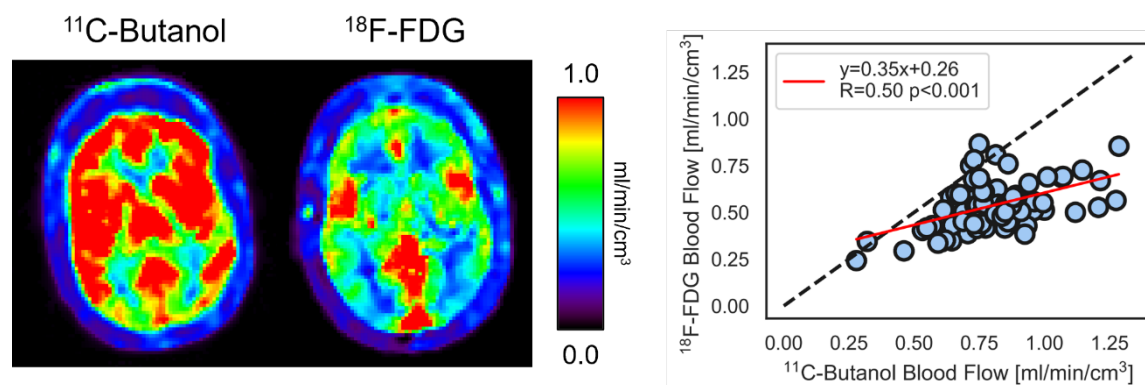 ¹¹C-Butanol
¹⁸F-FDG
1.0
ml/min/cm³
0.0
¹⁸F-FDG Blood Flow [ml/min/cm³]
1.25
1.00
0.75
0.50
0.25
0.00
y=0.35x+0.26
R=0.50 p<0.001
0.00 0.25 0.50 0.75 1.00 1.25
¹¹C-Butanol Blood Flow [ml/min/cm³]